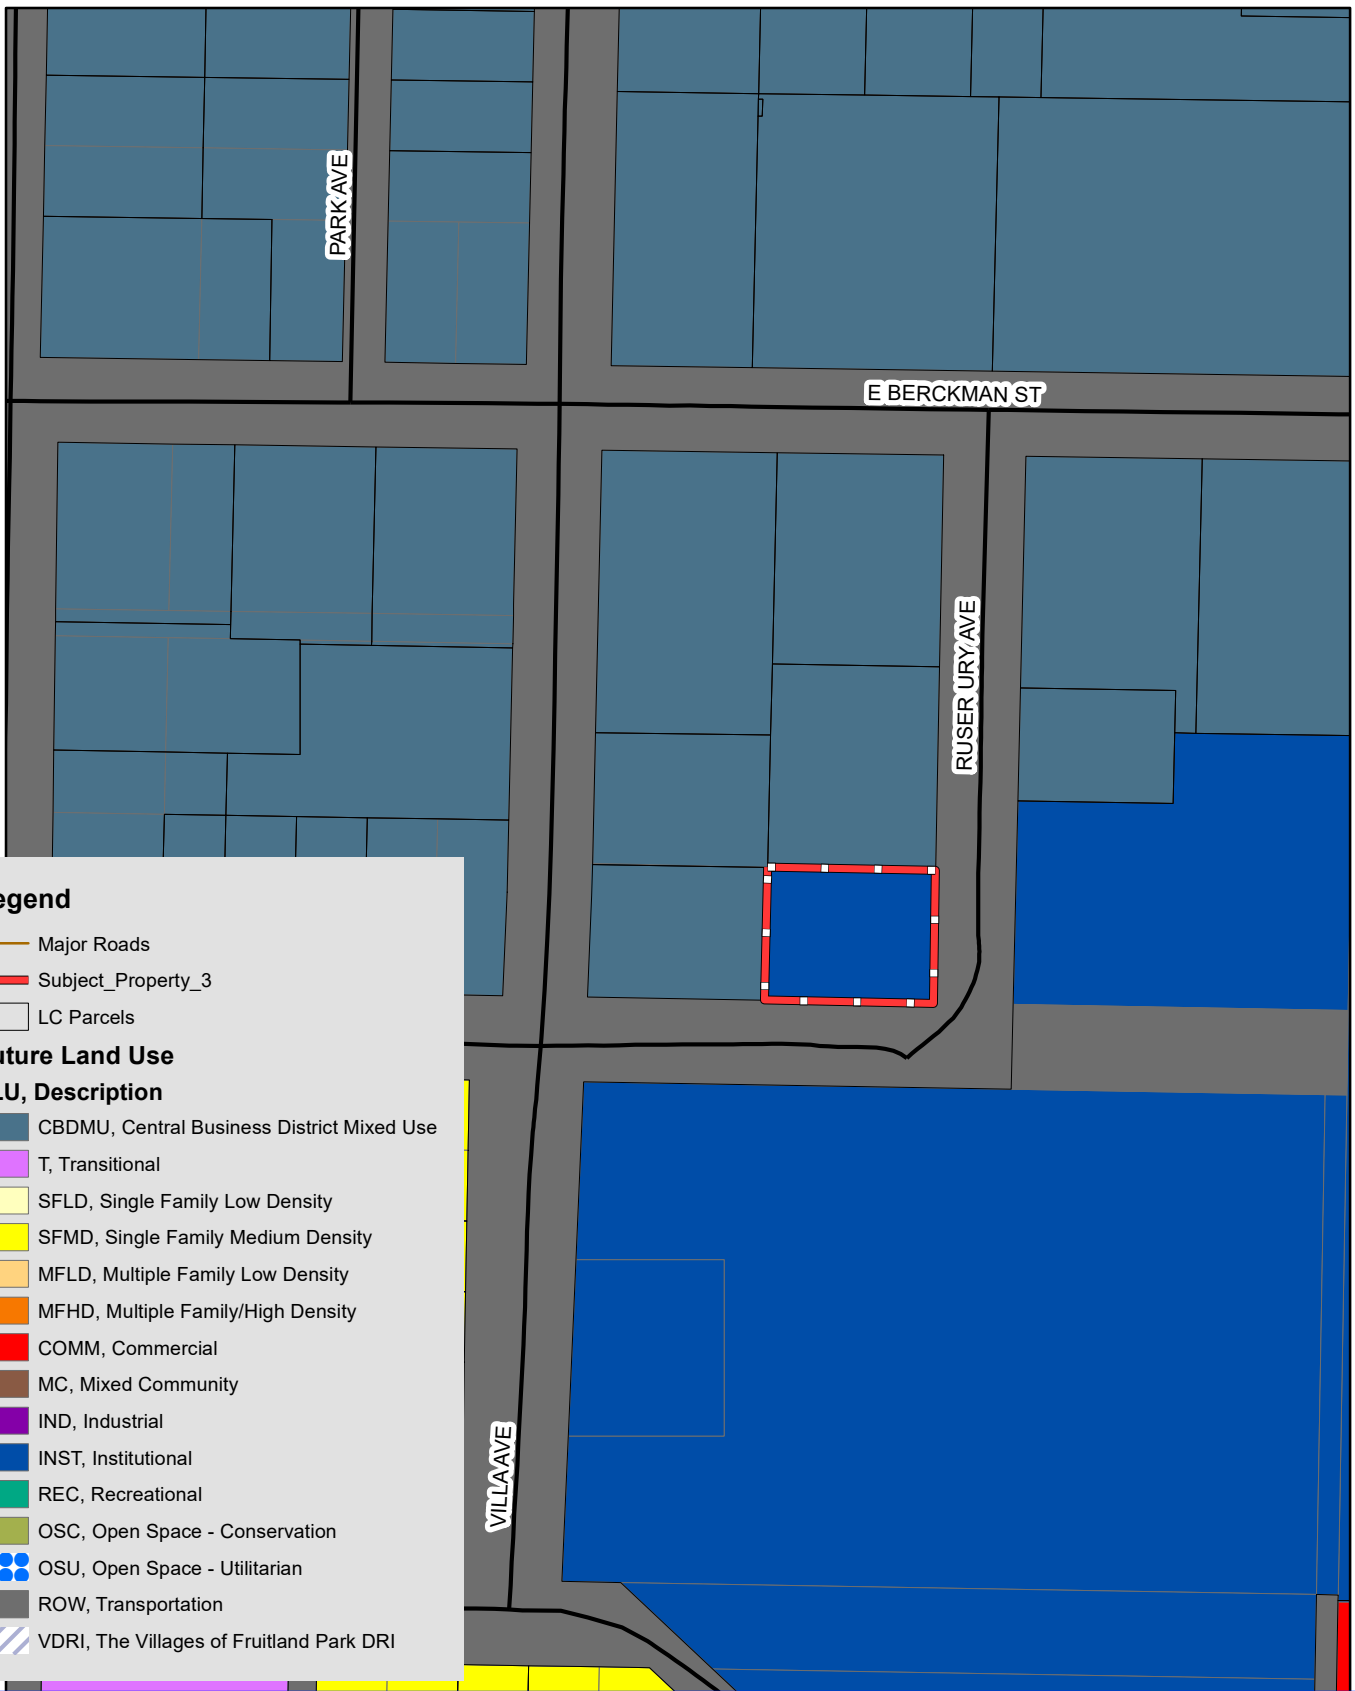 PARK AVE
E BERCKMAN ST
RUSER URY AVE
VILLA AVE
egend
Major Roads
Subject_Property_3
LC Parcels
uture Land Use
LU, Description
CBDMU, Central Business District Mixed Use
T, Transitional
SFLD, Single Family Low Density
SFMD, Single Family Medium Density
MFLD, Multiple Family Low Density
MFHD, Multiple Family/High Density
COMM, Commercial
MC, Mixed Community
IND, Industrial
INST, Institutional
REC, Recreational
OSC, Open Space - Conservation
OSU, Open Space - Utilitarian
ROW, Transportation
VDRI, The Villages of Fruitland Park DRI